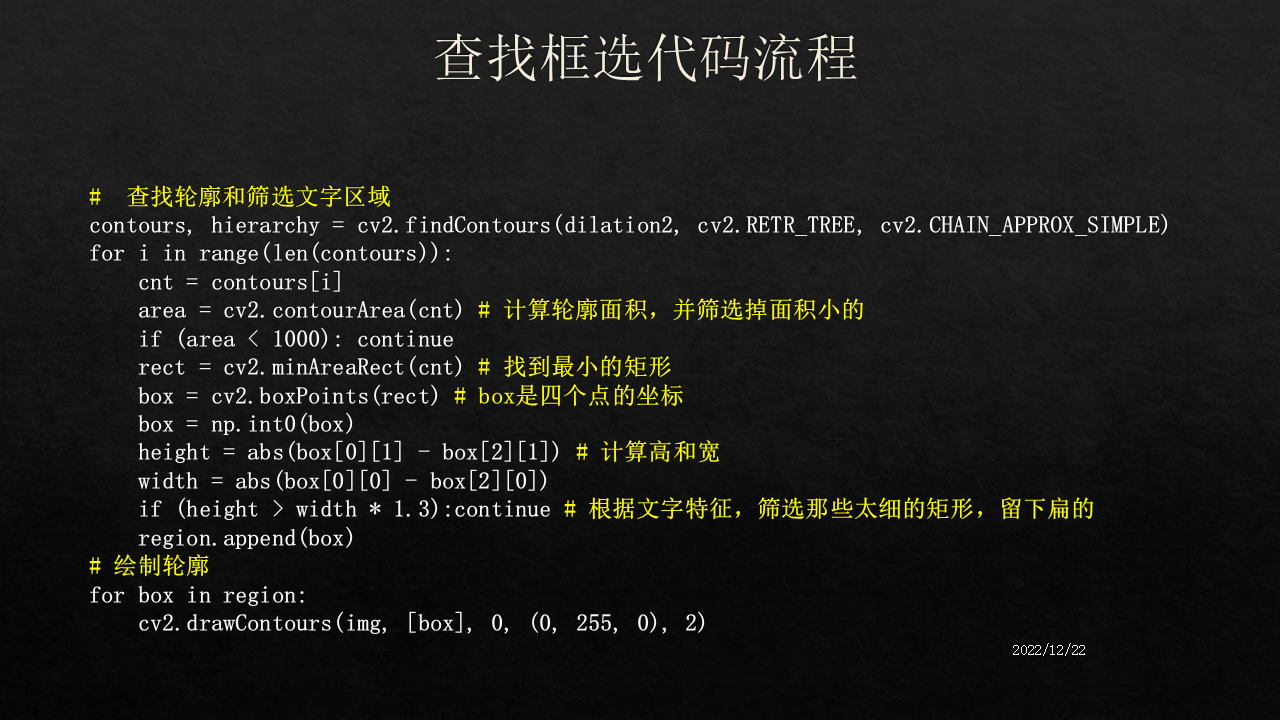 查找框选代码流程
#  查找轮廓和筛选文字区域
contours, hierarchy = cv2.findContours(dilation2, cv2.RETR_TREE, cv2.CHAIN_APPROX_SIMPLE)
for i in range(len(contours)):
    cnt = contours[i]
    area = cv2.contourArea(cnt) # 计算轮廓面积，并筛选掉面积小的
    if (area < 1000): continue
    rect = cv2.minAreaRect(cnt) # 找到最小的矩形
    box = cv2.boxPoints(rect) # box是四个点的坐标
    box = np.int0(box)
    height = abs(box[0][1] - box[2][1]) # 计算高和宽
    width = abs(box[0][0] - box[2][0])
    if (height > width * 1.3):continue # 根据文字特征，筛选那些太细的矩形，留下扁的
    region.append(box)
# 绘制轮廓
for box in region:
    cv2.drawContours(img, [box], 0, (0, 255, 0), 2)
2022/12/22